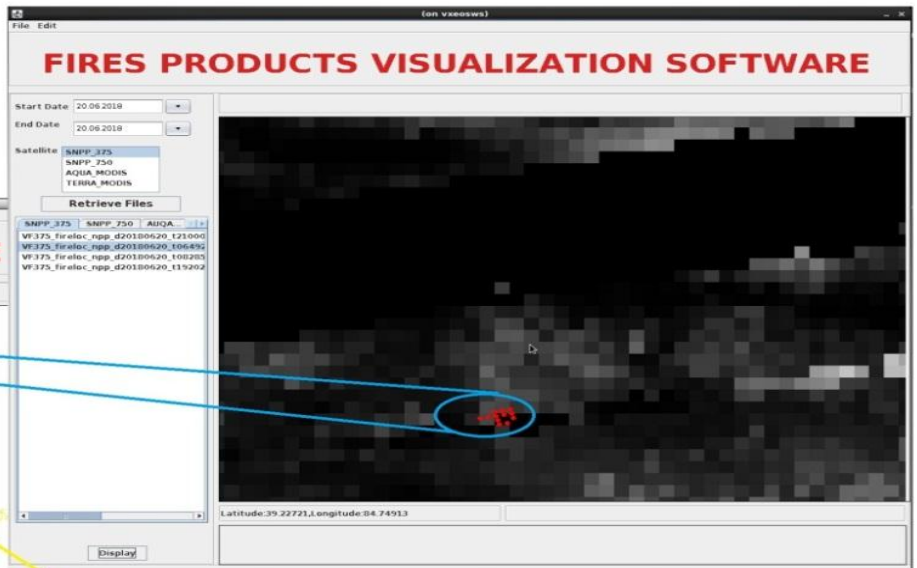 (on vxeosws)
File Edit
FIRES PRODUCTS VISUALIZATION SOFTWARE
Start Date 20.06.2018
End Date 20.06.2018
Satellite SNPP_375
SNPP_750
AQUA_MODIS
TERRA_MODIS
Retrieve Files
SNPP_375 SNPP_750 AUQA...
VF375_fireloc_npp_d20180620_t21000
VF375_fireloc_npp_d20180620_t06492
VF375_fireloc_npp_d20180620_t08285
VF375_fireloc_npp_d20180620_t19202
Latitude:39.22721,Longitude:84.74913
Display